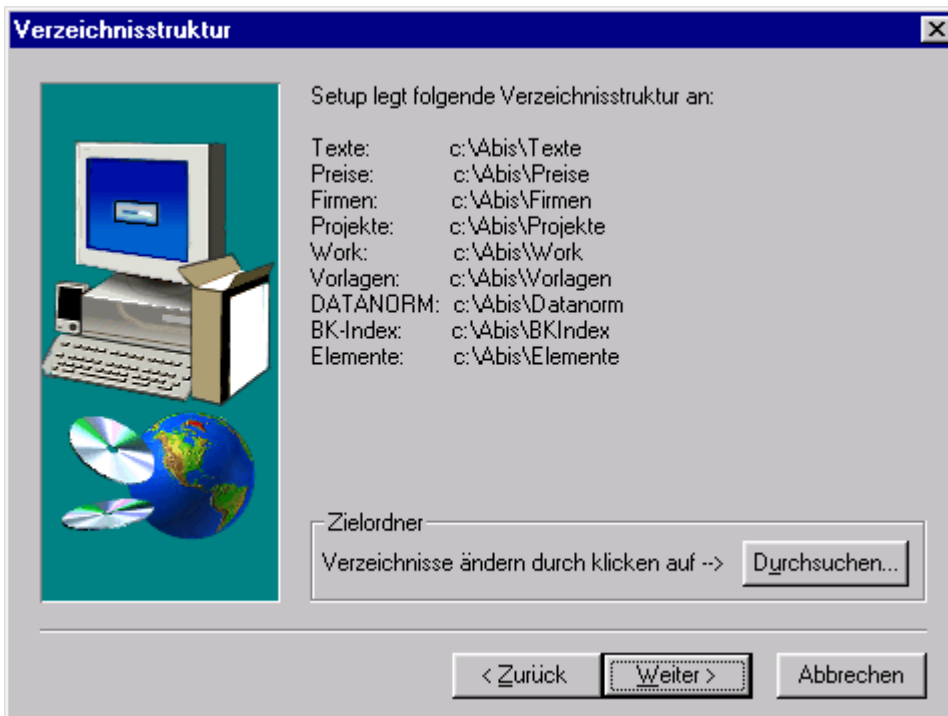 Verzeichnisstruktur
Setup legt folgende Verzeichnisstruktur an:
Texte: c:\Abis\Texte
Preise: c:\Abis\Preise
Firmen: c:\Abis\Firmen
Projekte: c:\Abis\Projekte
Work: c:\Abis\Work
Vorlagen: c:\Abis\Vorlagen
DATANORM: c:\Abis\Datanorm
BK-Index: c:\Abis\BKIndex
Elemente: c:\Abis\Elemente
Zielordner
Verzeichnisse ändern durch klicken auf --> Durchsuchen...
< Zurück Weiter > Abbrechen